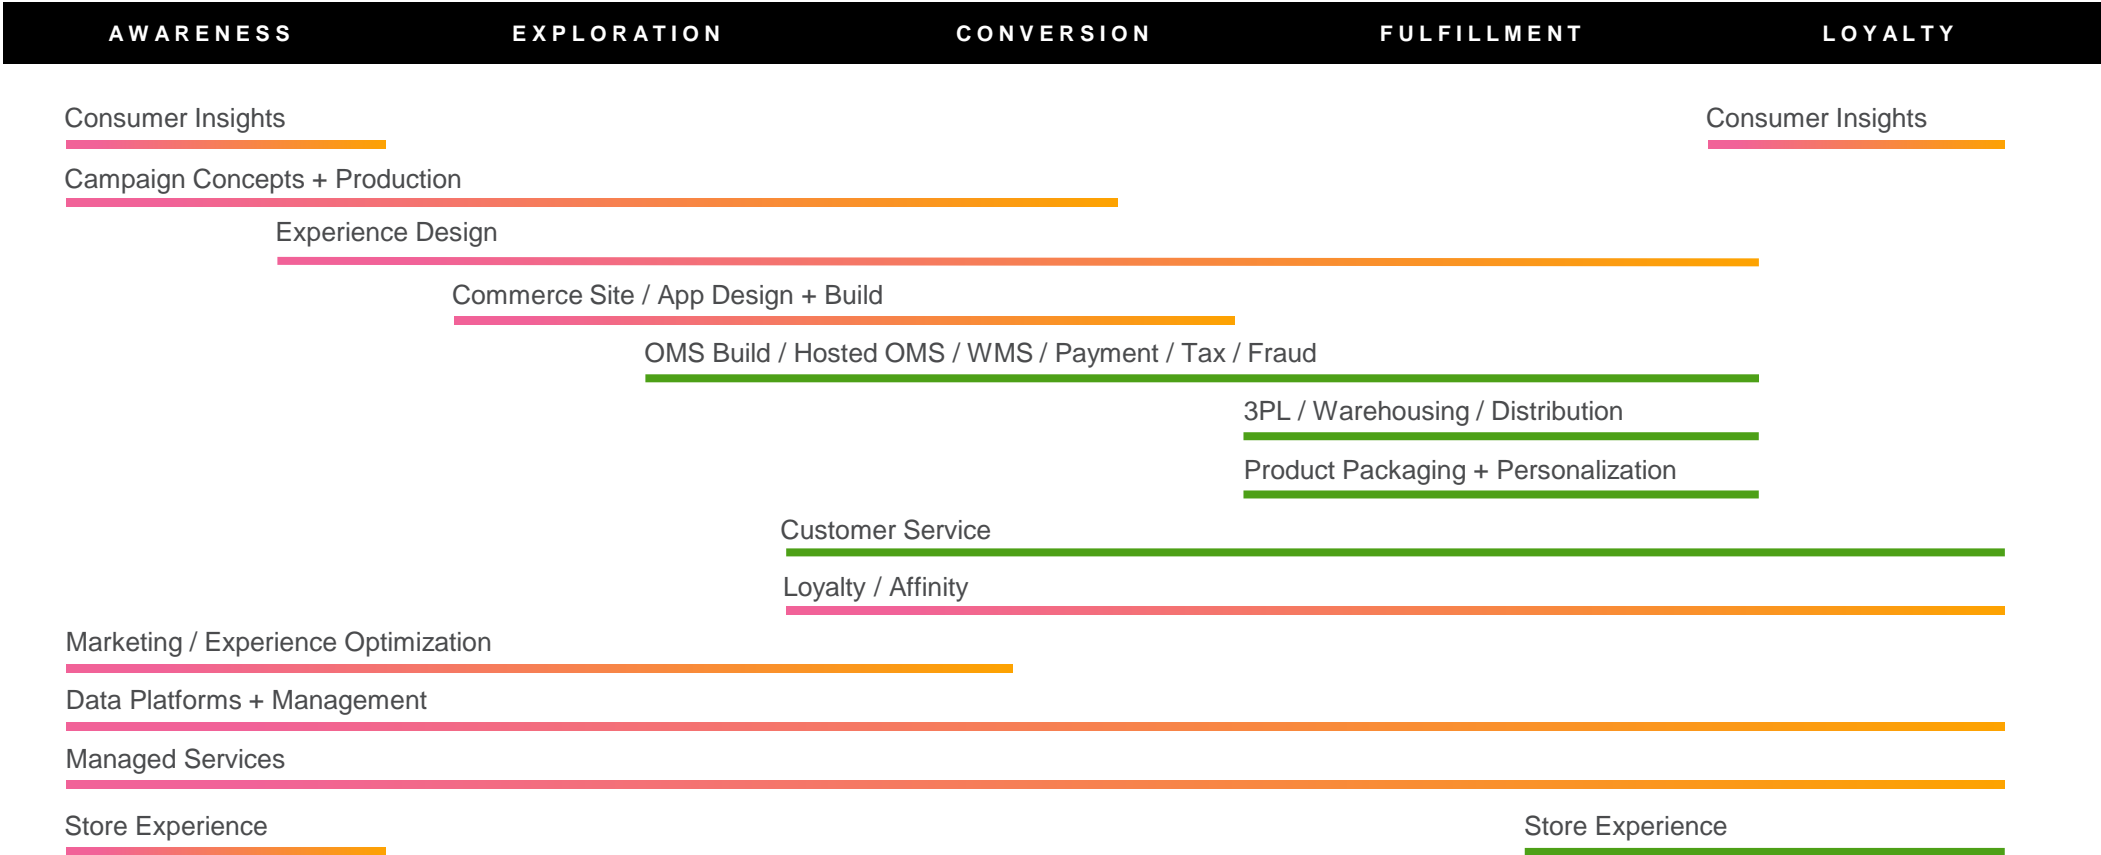 AWARENESS EXPLORATION CONVERSION FULFILLMENT LOYALTY
Consumer Insights Consumer Insights
Campaign Concepts + Production
Experience Design
Commerce Site / App Design + Build
OMS Build / Hosted OMS / WMS / Payment / Tax / Fraud
3PL / Warehousing / Distribution
Product Packaging + Personalization
Customer Service
Loyalty / Affinity
Marketing / Experience Optimization
Data Platforms + Management
Managed Services
Store Experience Store Experience